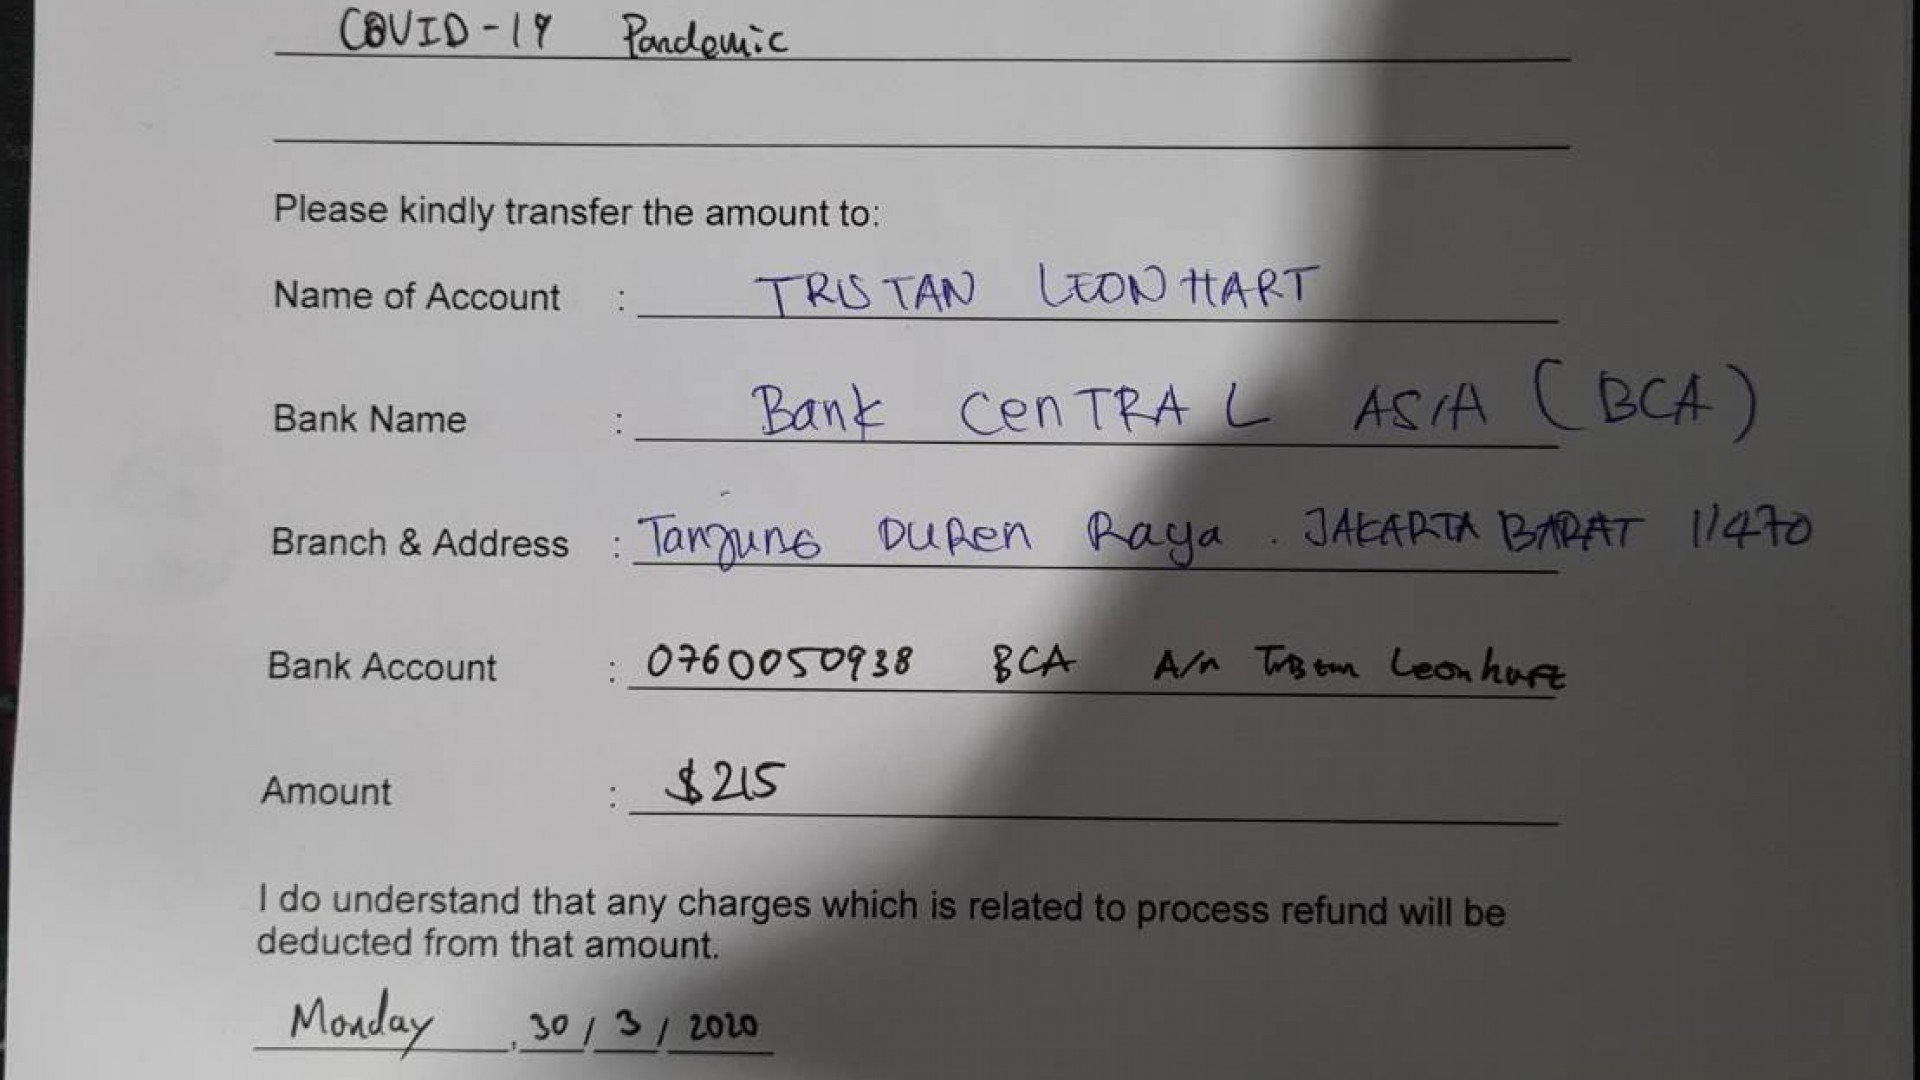 COVID-19 Pandemic
Please kindly transfer the amount to:
Name of Account : TRISTAN LEONHART
Bank Name : Bank CenTRAL ASIA (BCA)
Branch & Address : Tanjung DUREN Raya. JAKARTA BARAT 11470
Bank Account : 0760050938 BCA A/n Tristan Leonhart
Amount : $215
I do understand that any charges which is related to process refund will be
deducted from that amount.
Monday, 30/3/2020